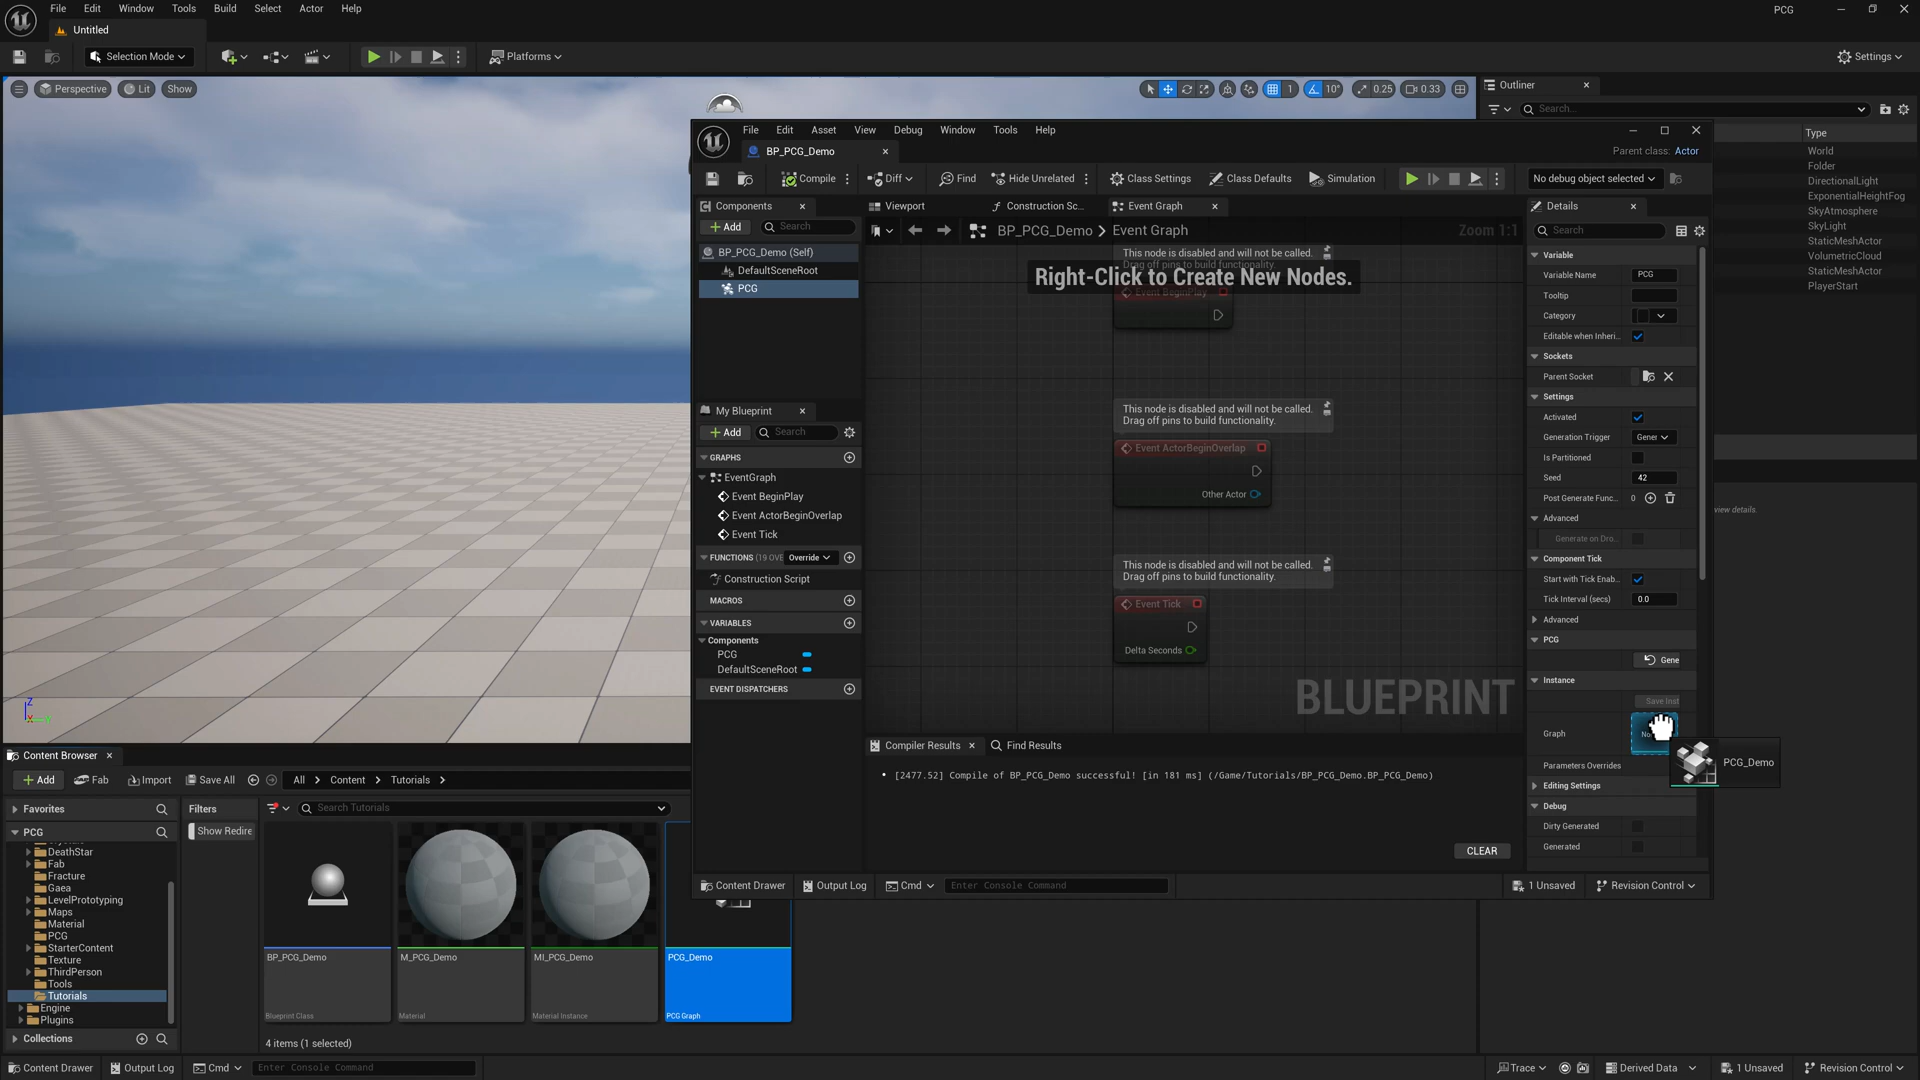 File Edit Window Tools Build Select Actor Help
PCG
Untitled
Selection Mode
Platforms
Settings
Perspective
Lit
Show
1
10°
0.25
0.33
Outliner
Search...
Type
World
Folder
DirectionalLight
ExponentialHeightFog
SkyAtmosphere
SkyLight
StaticMeshActor
VolumetricCloud
StaticMeshActor
PlayerStart
view details.
File Edit Asset View Debug Window Tools Help
BP_PCG_Demo
Parent class: Actor
Compile
Diff
Find
Hide Unrelated
Class Settings
Class Defaults
Simulation
No debug object selected
Components
Add
Search
BP_PCG_Demo (Self)
DefaultSceneRoot
PCG
My Blueprint
Add
Search
GRAPHS
EventGraph
Event BeginPlay
Event ActorBeginOverlap
Event Tick
FUNCTIONS (19 OVE
Override
Construction Script
MACROS
VARIABLES
Components
PCG
DefaultSceneRoot
EVENT DISPATCHERS
Viewport
Construction Sc...
Event Graph
BP_PCG_Demo > Event Graph
Zoom 1:1
This node is disabled and will not be called.
Drag off pins to build functionality.
Right-Click to Create New Nodes.
Event BeginPlay
This node is disabled and will not be called.
Drag off pins to build functionality.
Event ActorBeginOverlap
Other Actor
This node is disabled and will not be called.
Drag off pins to build functionality.
Event Tick
Delta Seconds
BLUEPRINT
Compiler Results
Find Results
[2477.52] Compile of BP_PCG_Demo successful! [in 181 ms] (/Game/Tutorials/BP_PCG_Demo.BP_PCG_Demo)
CLEAR
Details
Search
Variable
Variable Name PCG
Tooltip
Category
Editable when Inheri...
Sockets
Parent Socket
Settings
Activated
Generation Trigger Gener
Is Partitioned
Seed 42
Post Generate Func... 0
Advanced
Generate on Dro...
Component Tick
Start with Tick Enab...
Tick Interval (secs) 0.0
Advanced
PCG
Gene
Instance
Save Inst
Graph
PCG_Demo
Parameters Overrides
Editing Settings
Debug
Dirty Generated
Generated
Content Drawer
Output Log
Cmd
Enter Console Command
1 Unsaved
Revision Control
Content Browser
Add
Fab
Import
Save All
All > Content > Tutorials >
Favorites
PCG
DeathStar
Fab
Fracture
Gaea
LevelPrototyping
Maps
Material
PCG
StarterContent
Texture
ThirdPerson
Tools
Tutorials
Engine
Plugins
Collections
Filters
Show Redire
Search Tutorials
BP_PCG_Demo
Blueprint Class
M_PCG_Demo
Material
MI_PCG_Demo
Material Instance
PCG_Demo
PCG Graph
4 items (1 selected)
Content Drawer
Output Log
Cmd
Enter Console Command
Trace
Derived Data
1 Unsaved
Revision Control